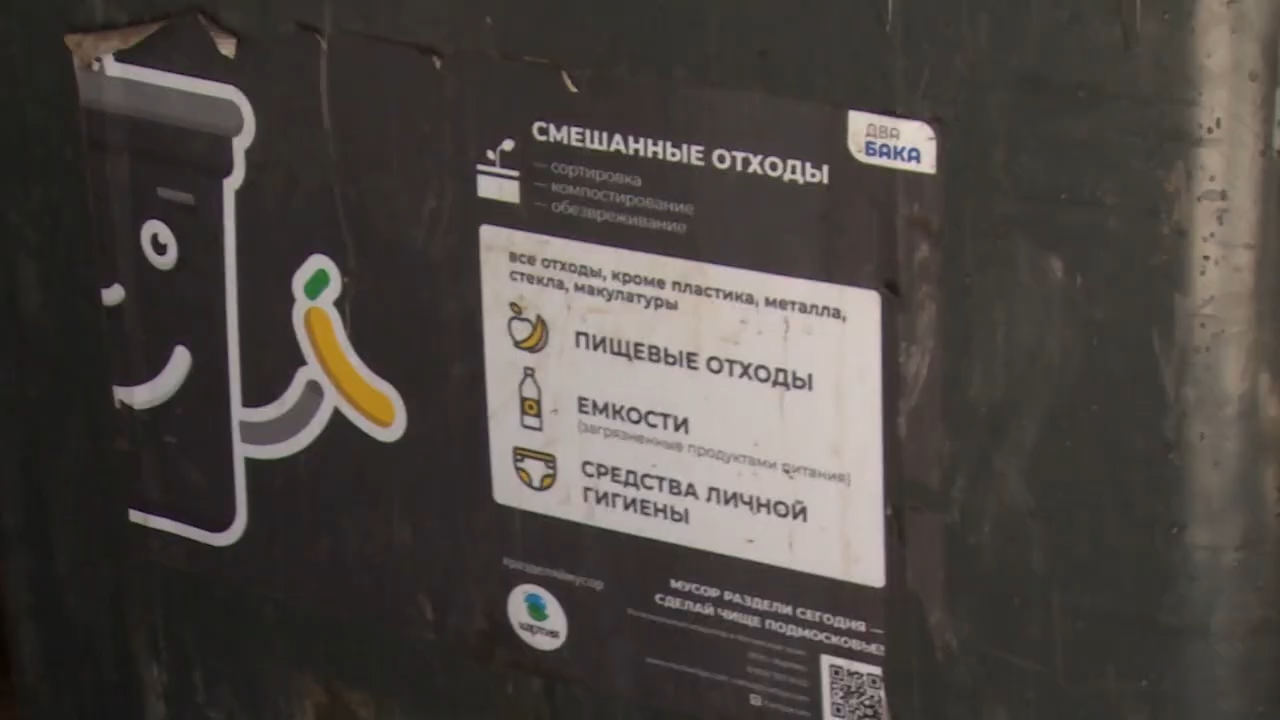 ДВА
БАКА
СМЕШАННЫЕ ОТХОДЫ
— сортировка
— компостирование
— обезвреживание
все отходы, кроме пластика, металла,
стекла, макулатуры
ПИЩЕВЫЕ ОТХОДЫ
ЕМКОСТИ
(загрязненные продуктами питания)
СРЕДСТВА ЛИЧНОЙ
ГИГИЕНЫ
#разделяймусор
хартия
МУСОР РАЗДЕЛИ СЕГОДНЯ —
СДЕЛАЙ ЧИЩЕ ПОДМОСКОВЬЕ!